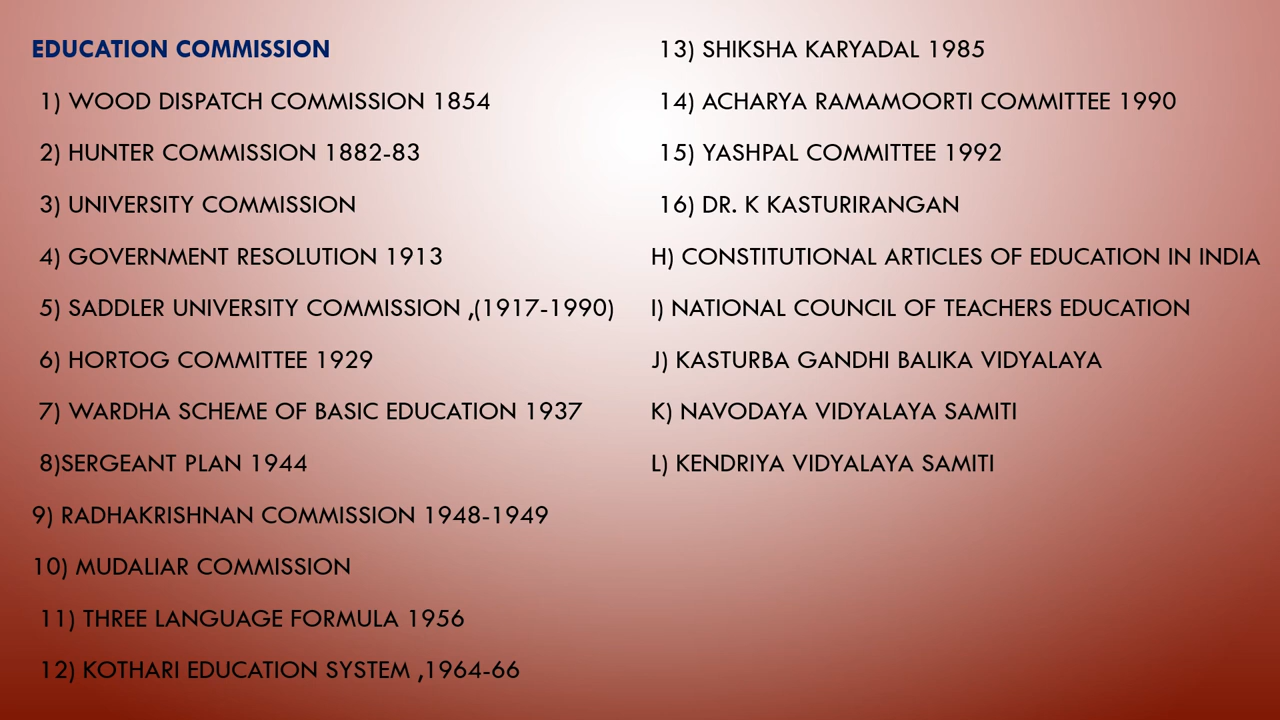 EDUCATION COMMISSION
1) WOOD DISPATCH COMMISSION 1854
2) HUNTER COMMISSION 1882-83
3) UNIVERSITY COMMISSION
4) GOVERNMENT RESOLUTION 1913
5) SADDLER UNIVERSITY COMMISSION ,(1917-1990)
6) HORTOG COMMITTEE 1929
7) WARDHA SCHEME OF BASIC EDUCATION 1937
8)SERGEANT PLAN 1944
9) RADHAKRISHNAN COMMISSION 1948-1949
10) MUDALIAR COMMISSION
11) THREE LANGUAGE FORMULA 1956
12) KOTHARI EDUCATION SYSTEM ,1964-66
13) SHIKSHA KARYADAL 1985
14) ACHARYA RAMAMOORTI COMMITTEE 1990
15) YASHPAL COMMITTEE 1992
16) DR. K KASTURIRANGAN
H) CONSTITUTIONAL ARTICLES OF EDUCATION IN INDIA
I) NATIONAL COUNCIL OF TEACHERS EDUCATION
J) KASTURBA GANDHI BALIKA VIDYALAYA
K) NAVODAYA VIDYALAYA SAMITI
L) KENDRIYA VIDYALAYA SAMITI